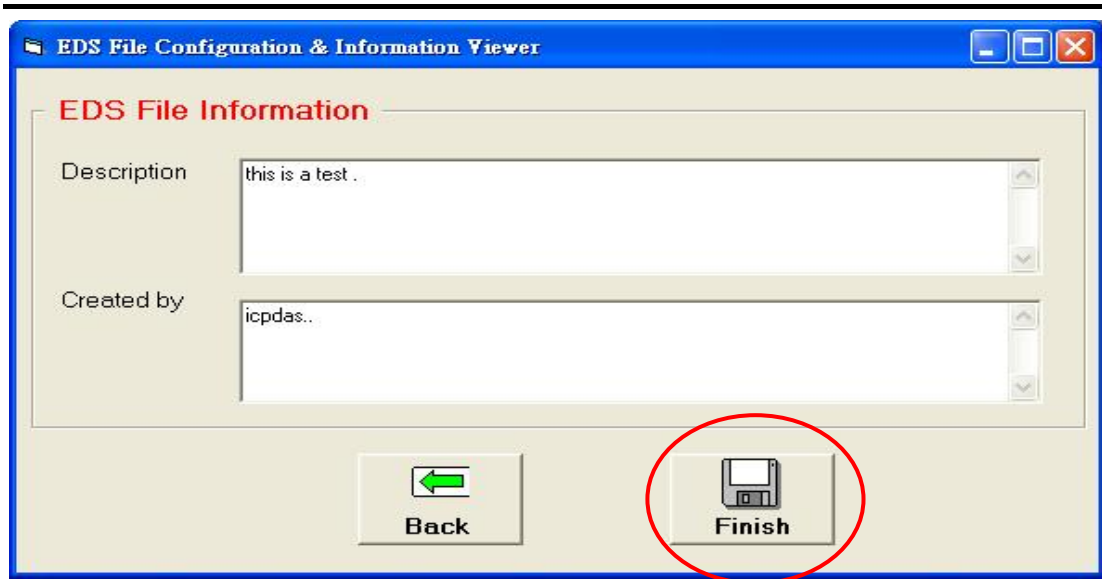 EDS File Configuration & Information Viewer
EDS File Information
Description
this is a test .
Created by
icpdas..
Back
Finish